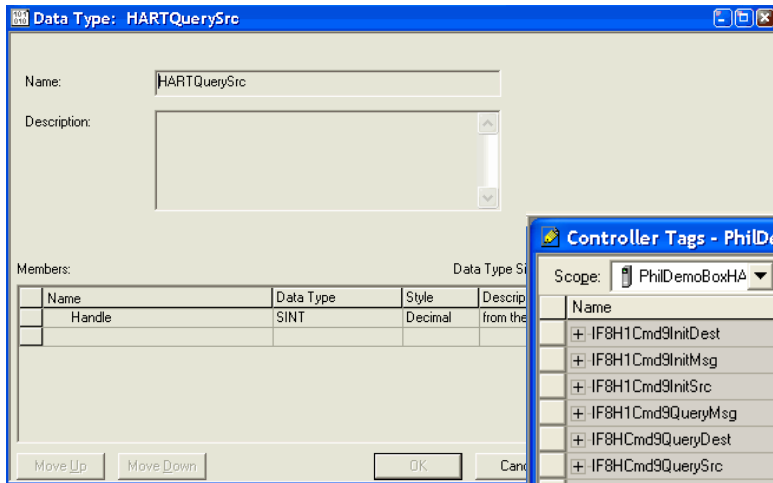 Data Type: HARTQuerySrc
Name:
HARTQuerySrc
Description:
Members:
Data Type Si
Name Data Type Style Descrip
Handle SINT Decimal from the
Move Up Move Down OK Canc
Controller Tags - PhilDe
Scope: PhilDemoBoxHA
Name
IF8H1Cmd9InitDest
IF8H1Cmd9InitMsg
IF8H1Cmd9InitSrc
IF8H1Cmd9QueryMsg
IF8HCmd9QueryDest
IF8HCmd9QuerySrc